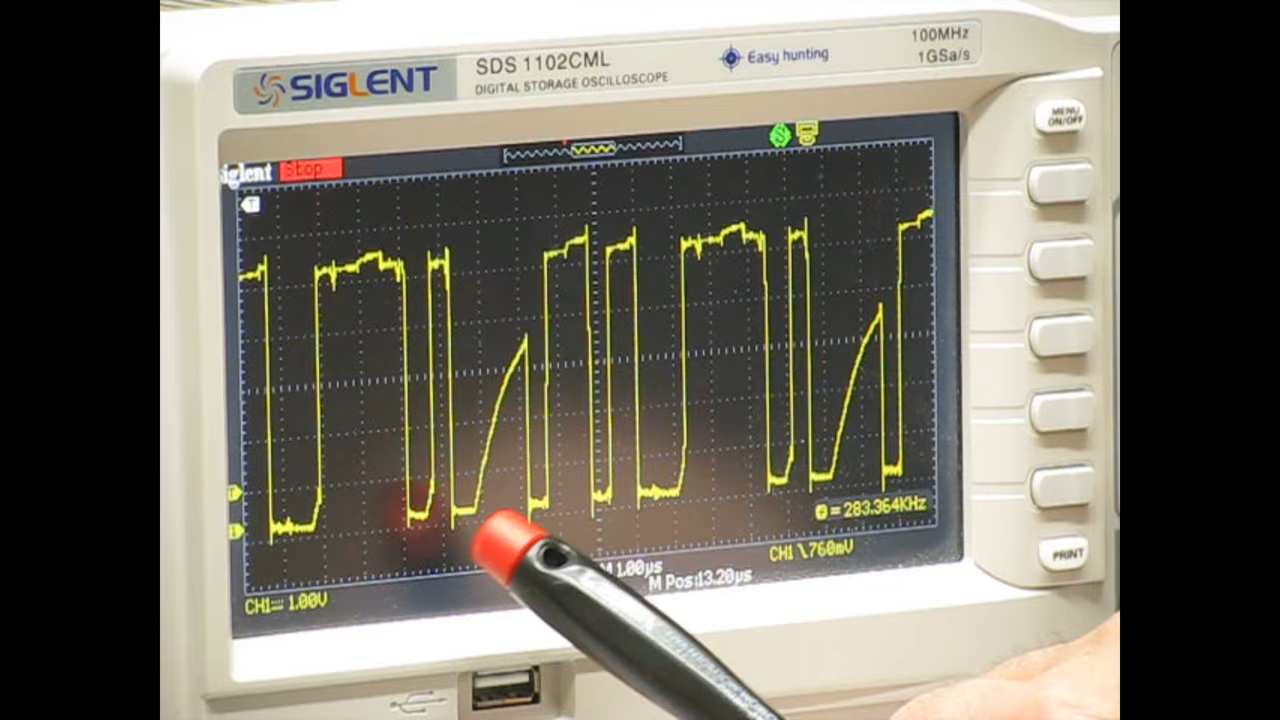 SIGLENT
SDS 1102CML
DIGITAL STORAGE OSCILLOSCOPE
Easy hunting
100MHz
1GSa/s
MENU
ON/OFF
iglent
Stop
T
= 283.364KHz
CH1 760mV
M 1.00µs
M Pos:13.20µs
CH1 1.00V
PRINT